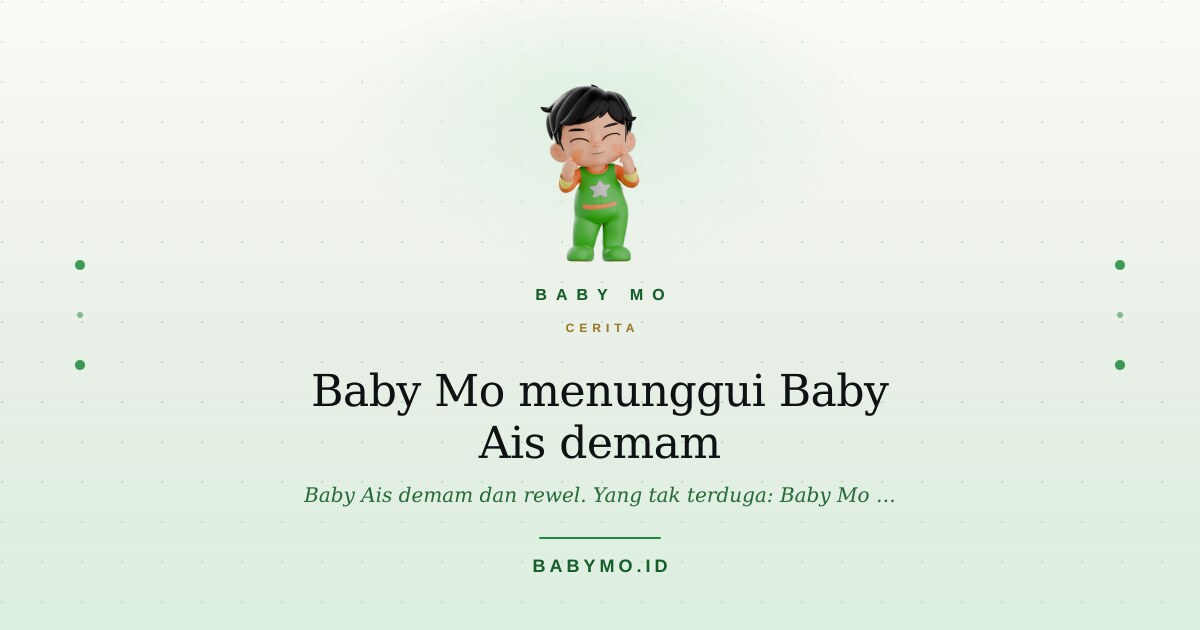 BABY MO
CERITA
Baby Mo menunggui Baby
Ais demam
Baby Ais demam dan rewel. Yang tak terduga: Baby Mo ...
BABYMO.ID